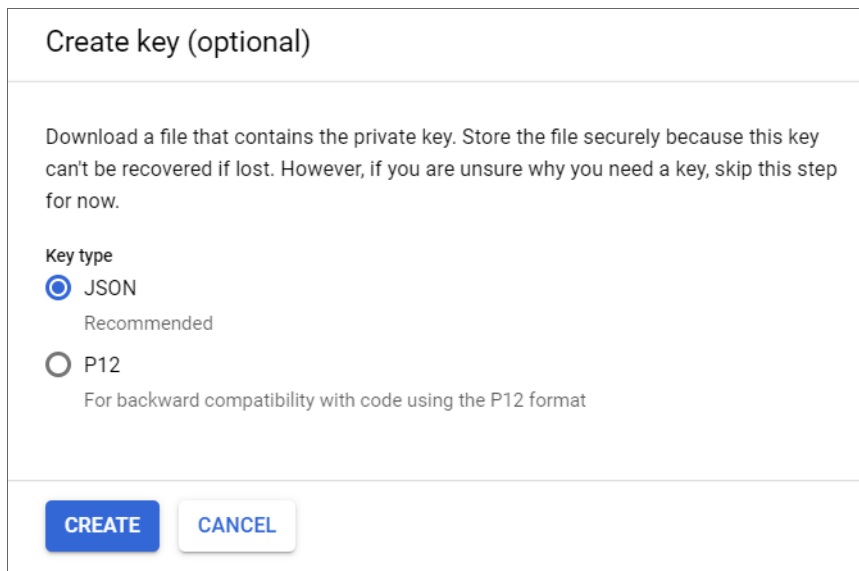 Create key (optional)
Download a file that contains the private key. Store the file securely because this key
can't be recovered if lost. However, if you are unsure why you need a key, skip this step
for now.
Key type
JSON
Recommended
P12
For backward compatibility with code using the P12 format
CREATE CANCEL